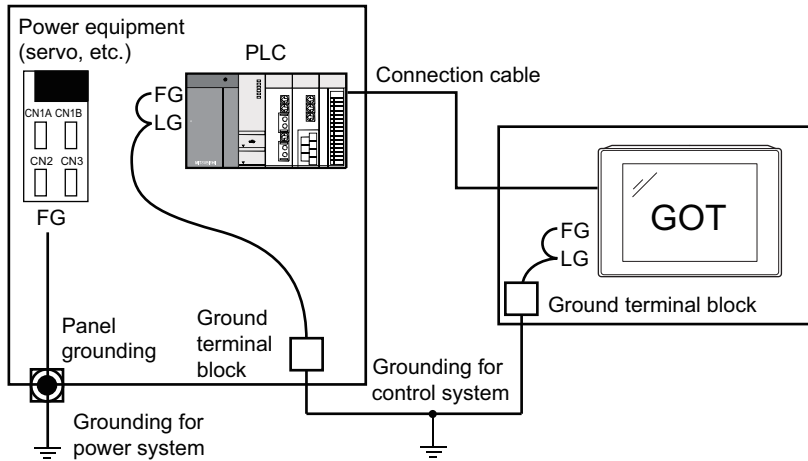 Power equipment
(servo, etc.)
PLC
CN1A CN1B
CN2 CN3
FG
FG
LG
Connection cable
GOT
FG
LG
Ground terminal block
Panel
grounding
Ground
terminal
block
Grounding for
control system
Grounding for
power system